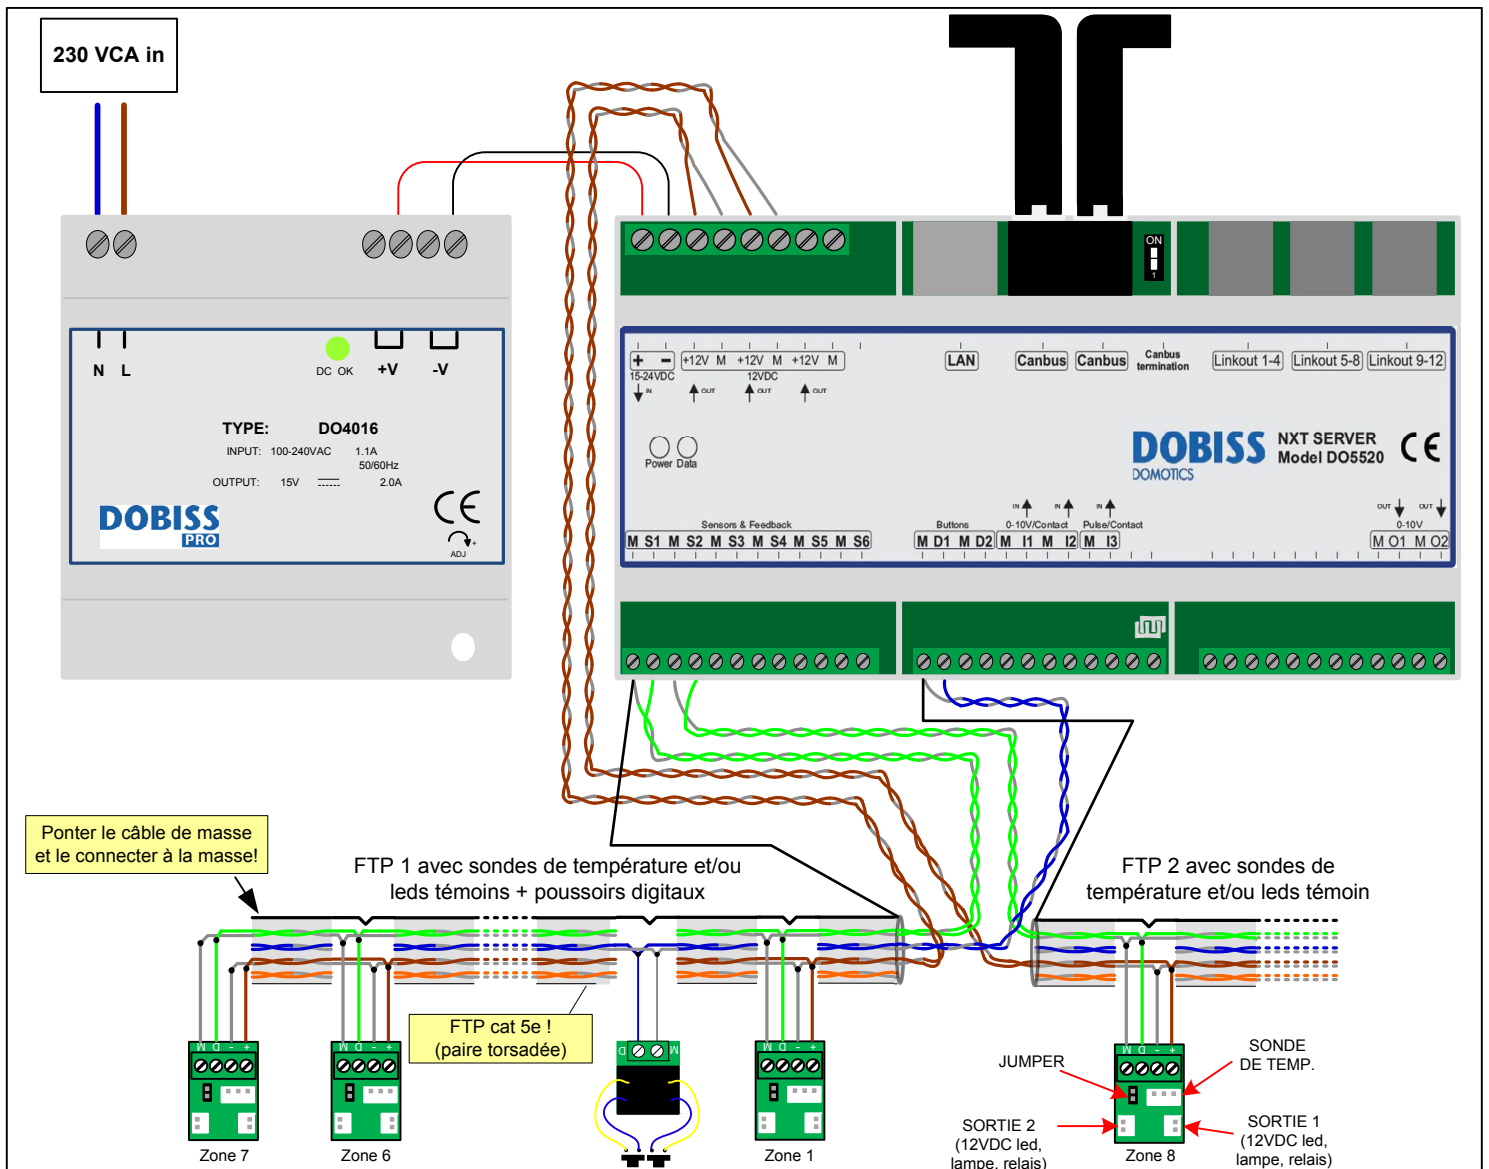 230 VCA in
ON
1
N L
DC OK
+V
-V
TYPE: DO4016
INPUT: 100-240VAC 1.1A
50/60Hz
OUTPUT: 15V 2.0A
DOBISS
PRO
CE
+
ADJ
+ − +12V M +12V M +12V M
15-24VDC
12VDC
IN OUT OUT OUT
LAN
Canbus
Canbus
Canbus
termination
Linkout 1-4
Linkout 5-8
Linkout 9-12
Power Data
DOBISS
DOMOTICS
NXT SERVER
Model DO5520
CE
IN IN IN
OUT OUT
Sensors & Feedback
Buttons
0-10V/Contact
Pulse/Contact
0-10V
M S1 M S2 M S3 M S4 M S5 M S6
M D1 M D2
M I1 M I2
M I3
M O1 M O2
Ponter le câble de masse
et le connecter à la masse!
FTP 1 avec sondes de température et/ou
leds témoins + poussoirs digitaux
FTP 2 avec sondes de
température et/ou leds témoin
FTP cat 5e !
(paire torsadée)
M D - +
M D - +
D M
M D - +
M D - +
JUMPER
SONDE
DE TEMP.
SORTIE 2
(12VDC led,
lampe, relais)
SORTIE 1
(12VDC led,
lampe, relais)
Zone 7
Zone 6
Zone 1
Zone 8